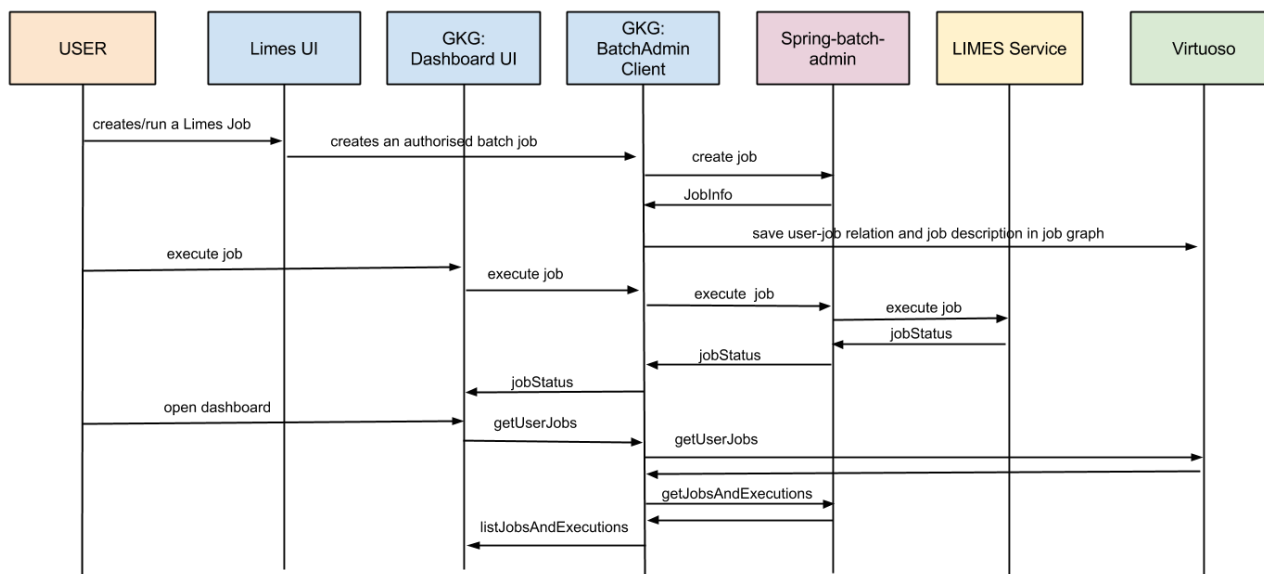 USER
Limes UI
GKG:
Dashboard UI
GKG:
BatchAdmin
Client
Spring-batch-
admin
LIMES Service
Virtuoso
creates/run a Limes Job
creates an authorised batch job
create job
JobInfo
save user-job relation and job description in job graph
execute job
execute job
execute  job
execute job
jobStatus
jobStatus
jobStatus
open dashboard
getUserJobs
getUserJobs
getJobsAndExecutions
listJobsAndExecutions